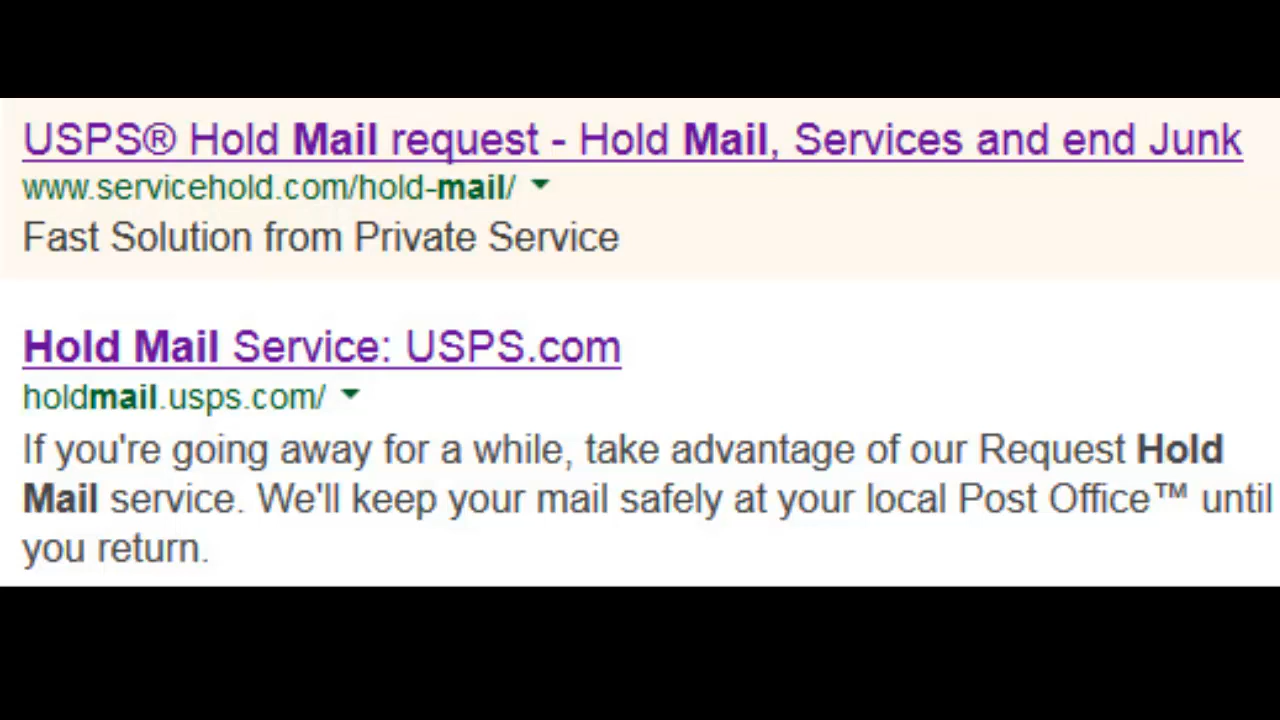 USPS® Hold Mail request - Hold Mail, Services and end Junk
www.servicehold.com/hold-mail/
Fast Solution from Private Service
Hold Mail Service: USPS.com
holdmail.usps.com/
If you're going away for a while, take advantage of our Request Hold
Mail service. We'll keep your mail safely at your local Post Office™ until
you return.